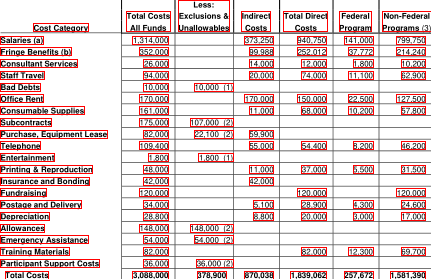 Less:
Total Costs Exclusions & Indirect Total Direct Federal Non-Federal
Cost Category All Funds Unallowables Costs Costs Program Programs (3)
Salaries (a) 1,314,000 373,250 940,750 141,000 799,750
Fringe Benefits (b) 352,000 99,988 252,012 37,772 214,240
Consultant Services 26,000 14,000 12,000 1,800 10,200
Staff Travel 94,000 20,000 74,000 11,100 62,900
Bad Debts 10,000 10,000 (1)
Office Rent 170,000 170,000 150,000 22,500 127,500
Consumable Supplies 161,000 11,000 68,000 10,200 57,800
Subcontracts 175,000 107,000 (2)
Purchase, Equipment Lease 82,000 22,100 (2) 59,900
Telephone 109,400 55,000 54,400 8,200 46,200
Entertainment 1,800 1,800 (1)
Printing & Reproduction 48,000 11,000 37,000 5,500 31,500
Insurance and Bonding 42,000 42,000
Fundraising 120,000 120,000 120,000
Postage and Delivery 34,000 5,100 28,900 4,300 24,600
Depreciation 28,800 8,800 20,000 3,000 17,000
Allowances 148,000 148,000 (2)
Emergency Assistance 54,000 54,000 (2)
Training Materials 82,000 82,000 12,300 69,700
Participant Support Costs 36,000 36,000 (2)
Total Costs 3,088,000 378,900 870,038 1,839,062 257,672 1,581,390